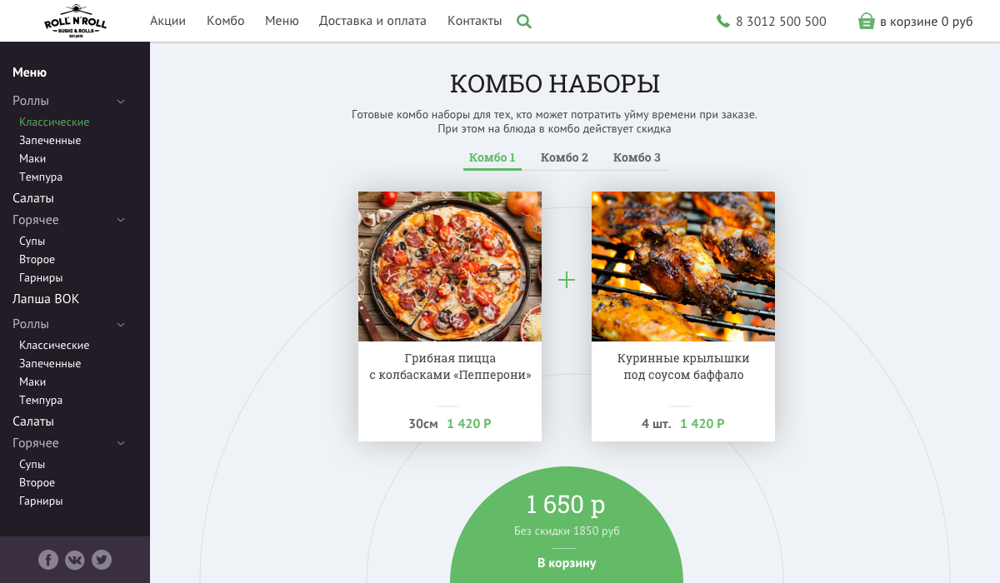 ROLL N' ROLL
SUSHI & ROLLS
EST.2015
Акции
Комбо
Меню
Доставка и оплата
Контакты
8 3012 500 500
в корзине 0 руб
Меню
Роллы
Классические
Запеченные
Маки
Темпура
Салаты
Горячее
Супы
Второе
Гарниры
Лапша ВОК
Роллы
Классические
Запеченные
Маки
Темпура
Салаты
Горячее
Супы
Второе
Гарниры
КОМБО НАБОРЫ
Готовые комбо наборы для тех, кто может потратить уйму времени при заказе.
При этом на блюда в комбо действует скидка
Комбо 1
Комбо 2
Комбо 3
Грибная пицца
с колбасками «Пепперони»
30см 1 420 Р
+
Куринные крылышки
под соусом баффало
4 шт. 1 420 Р
1 650 р
Без скидки 1850 руб
В корзину